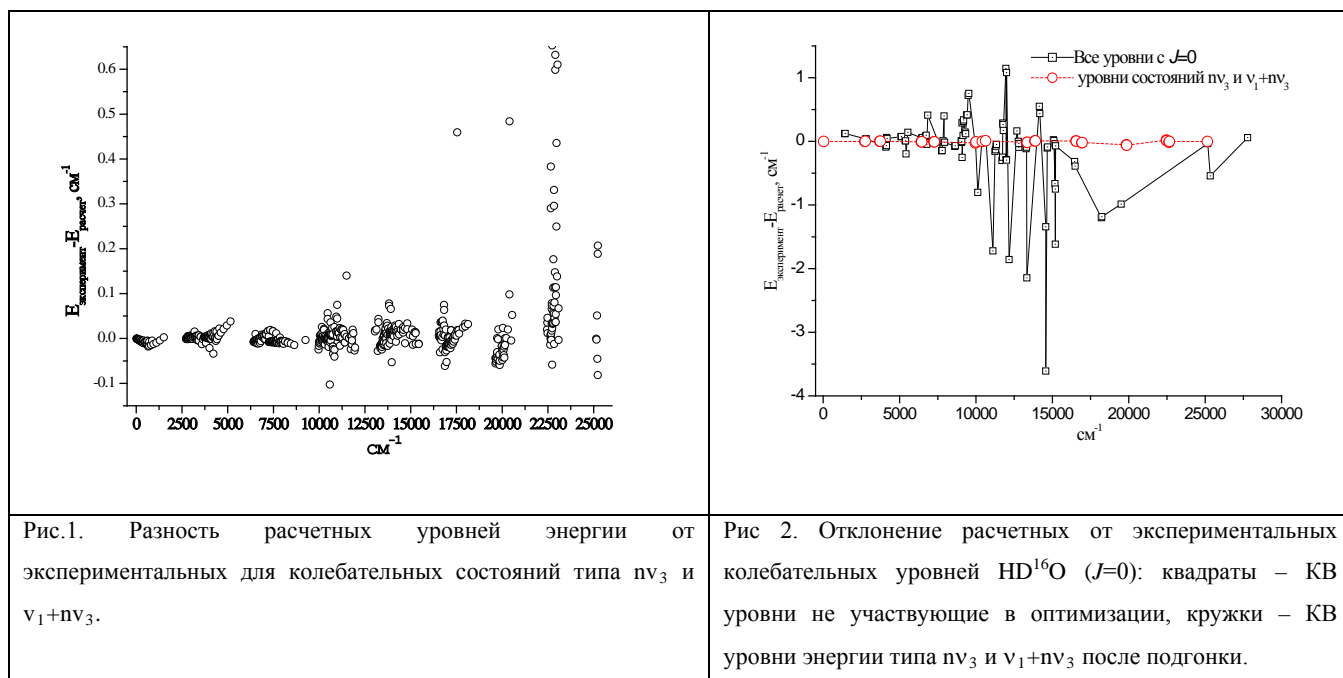 0.6
0.5
0.4
0.3
0.2
0.1
0.0
-0.1
E эксперимент -E расчет, см-1
0 2500 5000 7500 10000 12500 15000 17500 20000 22500 25000
см-1
1
0
-1
-2
-3
-4
E эксперимент -E расчет, см-1
Все уровни с J=0
уровни состояний nν3 и ν1+nν3
0 5000 10000 15000 20000 25000 30000
см-1
Рис.1. Разность расчетных уровней энергии от
экспериментальных для колебательных состояний типа nν3 и
ν1+nν3.
Рис 2. Отклонение расчетных от экспериментальных
колебательных уровней HD16O (J=0): квадраты – КВ
уровни не участвующие в оптимизации, кружки – КВ
уровни энергии типа nν3 и ν1+nν3 после подгонки.